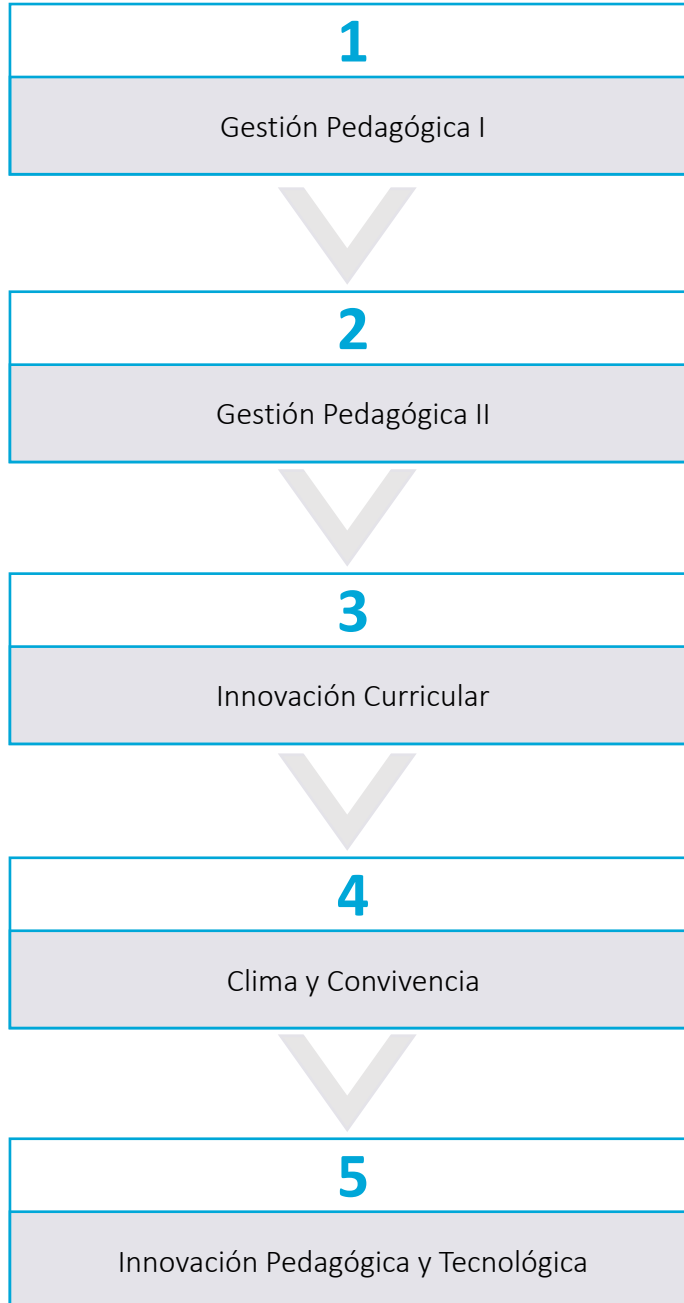 1
Gestión Pedagógica I
2
Gestión Pedagógica II
3
Innovación Curricular
4
Clima y Convivencia
5
Innovación Pedagógica y Tecnológica